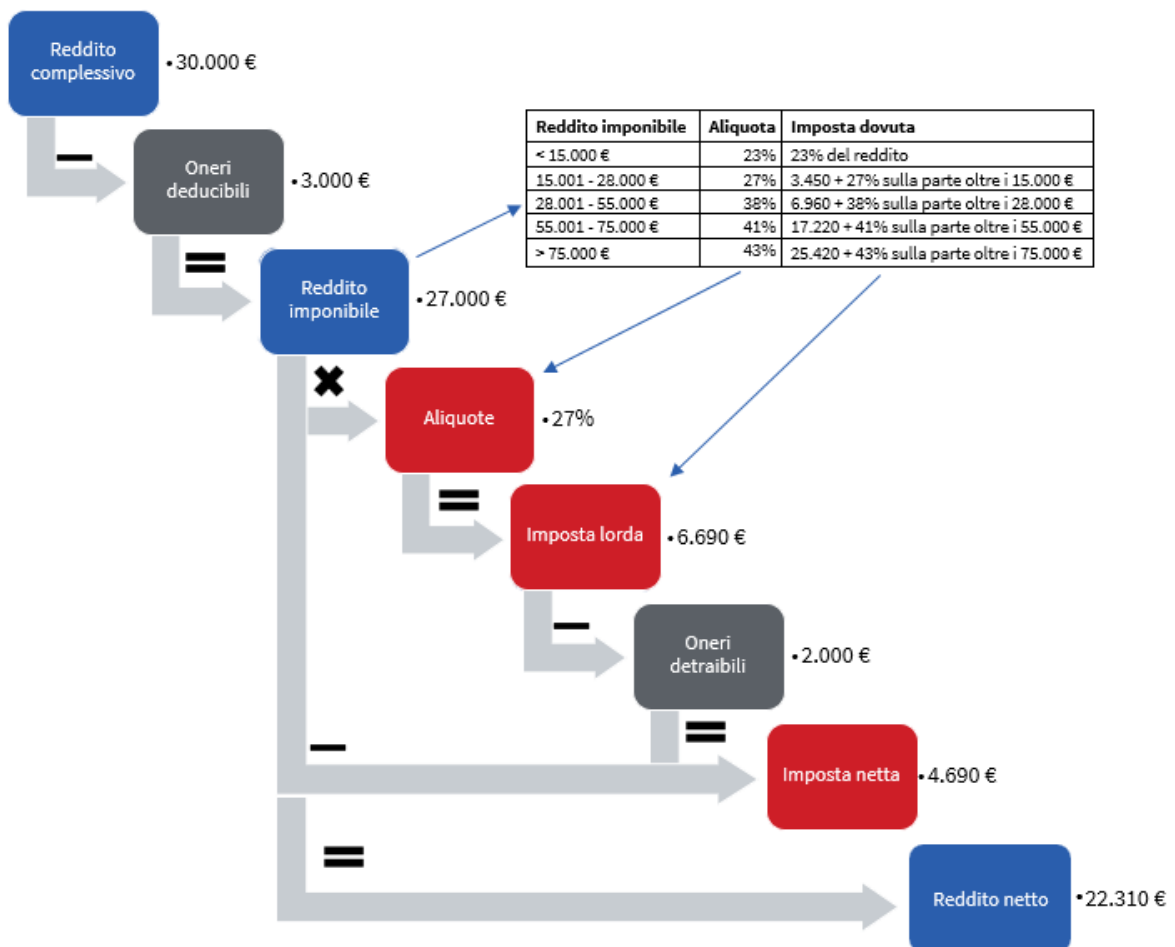 Reddito
complessivo
•30.000 €
Oneri
deducibili
•3.000 €
Reddito imponibile Aliquota Imposta dovuta
< 15.000 € 23% 23% del reddito
15.001 - 28.000 € 27% 3.450 + 27% sulla parte oltre i 15.000 €
28.001 - 55.000 € 38% 6.960 + 38% sulla parte oltre i 28.000 €
55.001 - 75.000 € 41% 17.220 + 41% sulla parte oltre i 55.000 €
> 75.000 € 43% 25.420 + 43% sulla parte oltre i 75.000 €
Reddito
imponibile
•27.000 €
Aliquote
•27%
Imposta lorda
•6.690 €
Oneri
detraibili
•2.000 €
Imposta netta
•4.690 €
Reddito netto
•22.310 €